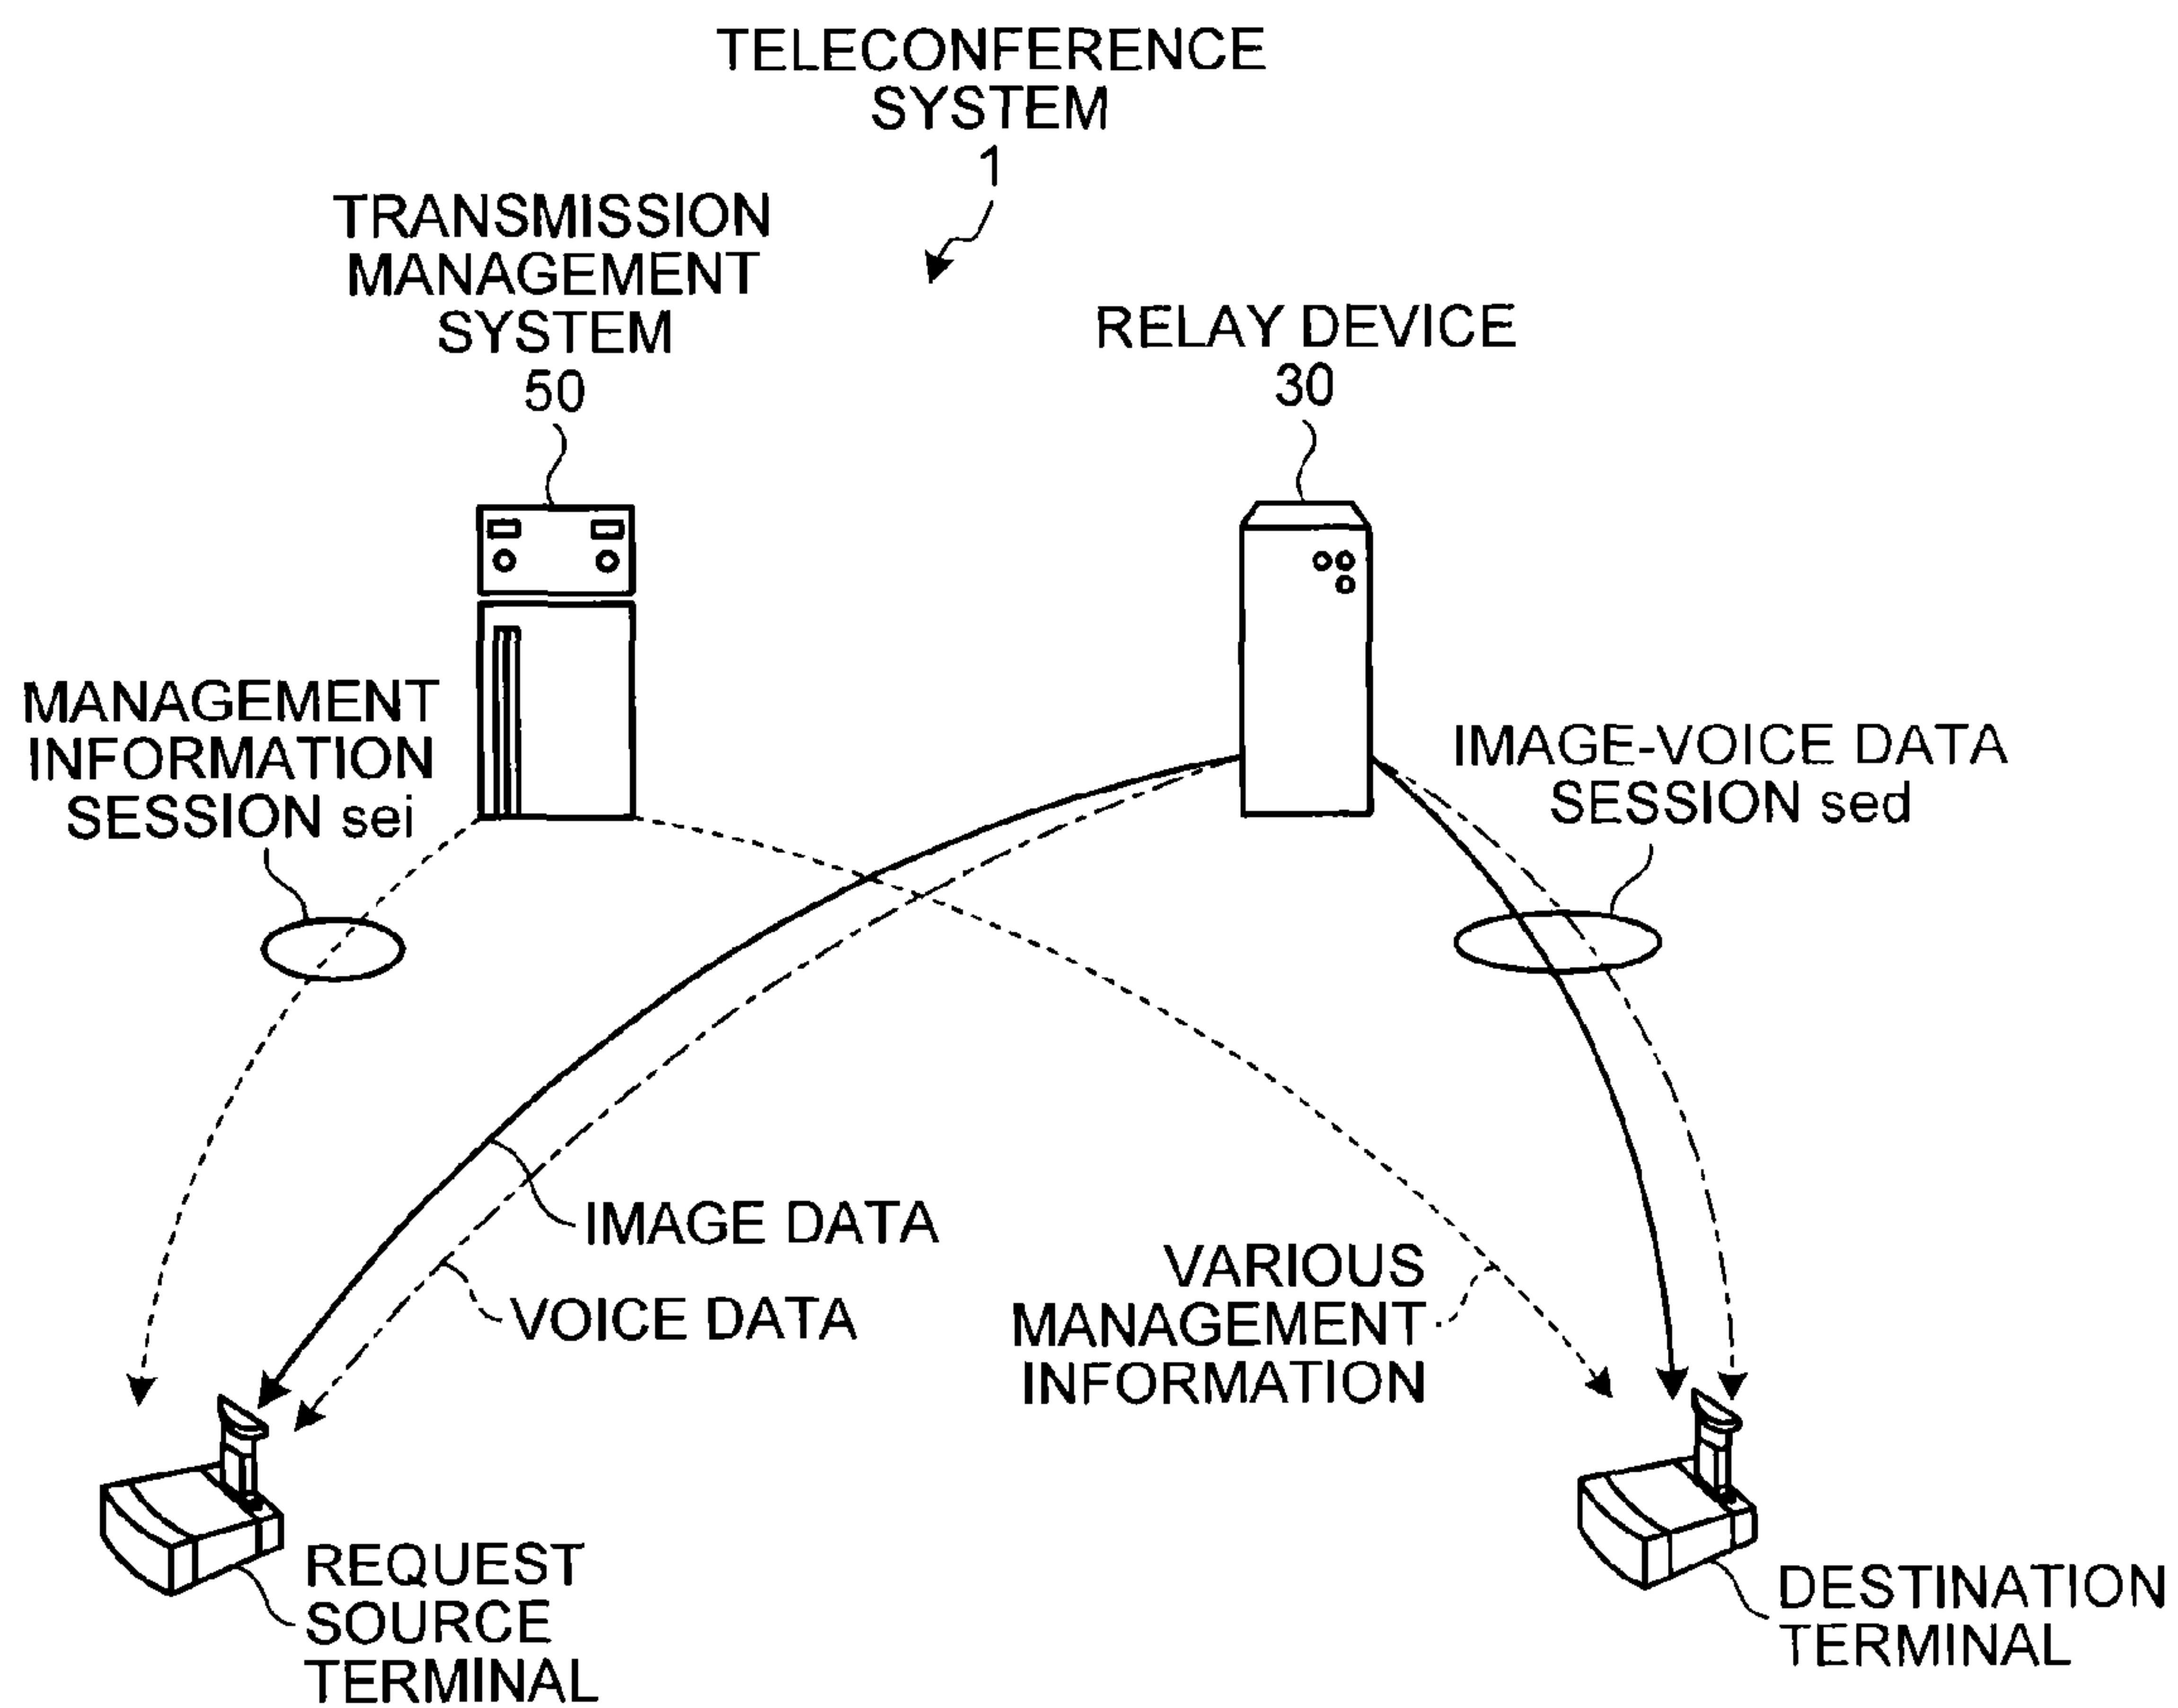 TELECONFERENCE
SYSTEM
1
TRANSMISSION
MANAGEMENT
SYSTEM
50
RELAY DEVICE
30
MANAGEMENT
INFORMATION
SESSION sei
IMAGE-VOICE DATA
SESSION sed
IMAGE DATA
VOICE DATA
VARIOUS
MANAGEMENT
INFORMATION
REQUEST
SOURCE
TERMINAL
DESTINATION
TERMINAL